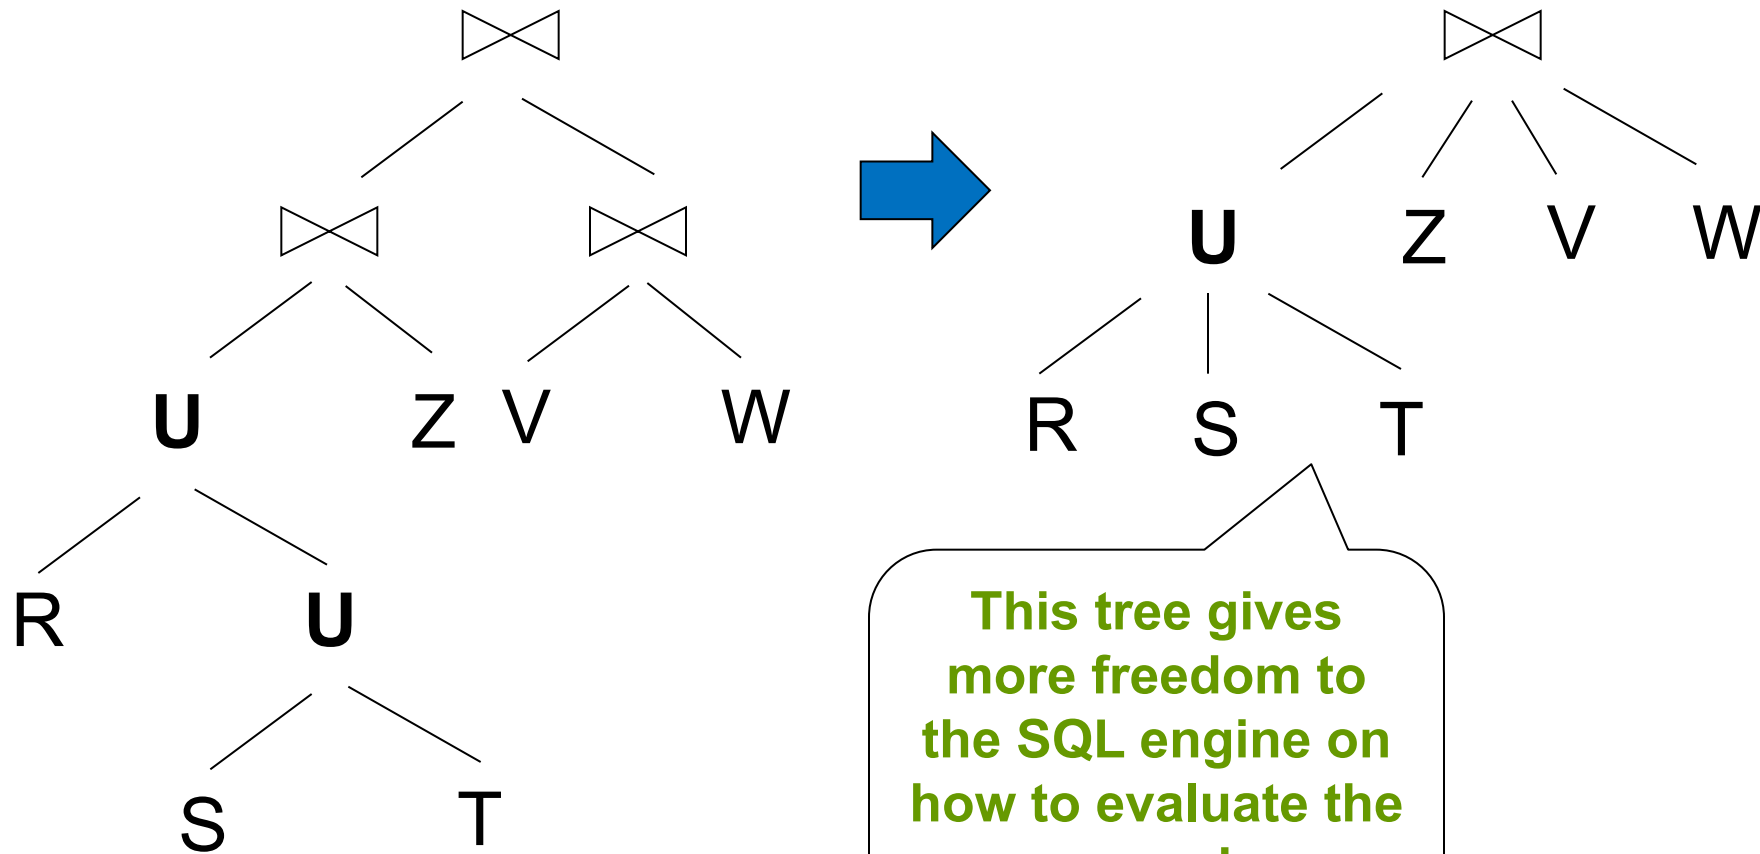 U Z V W
U Z V W
R S T
R U
S T
This tree gives
more freedom to
the SQL engine on
how to evaluate the